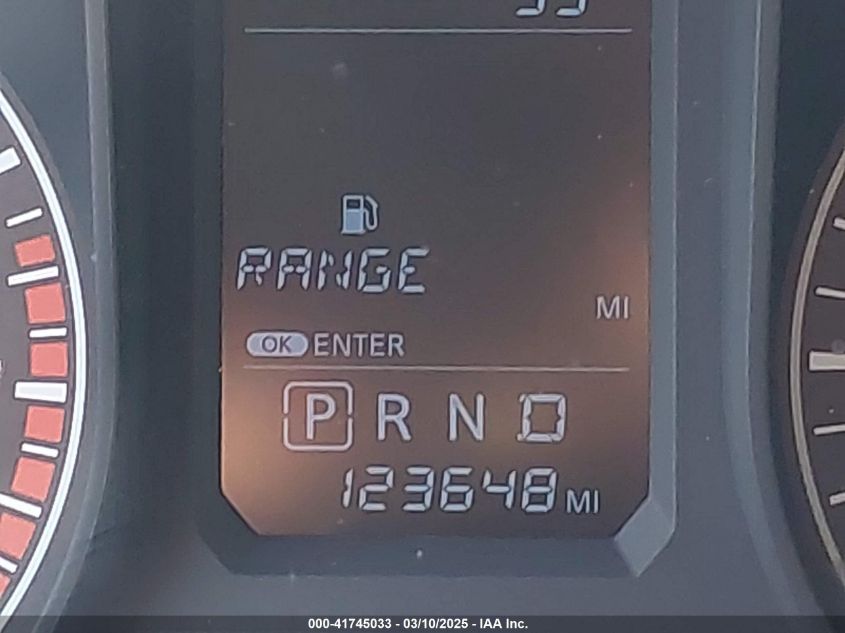 RANGE
MI
OK ENTER
P R N D
123648 MI
000-41745033 - 03/10/2025 - IAA Inc.